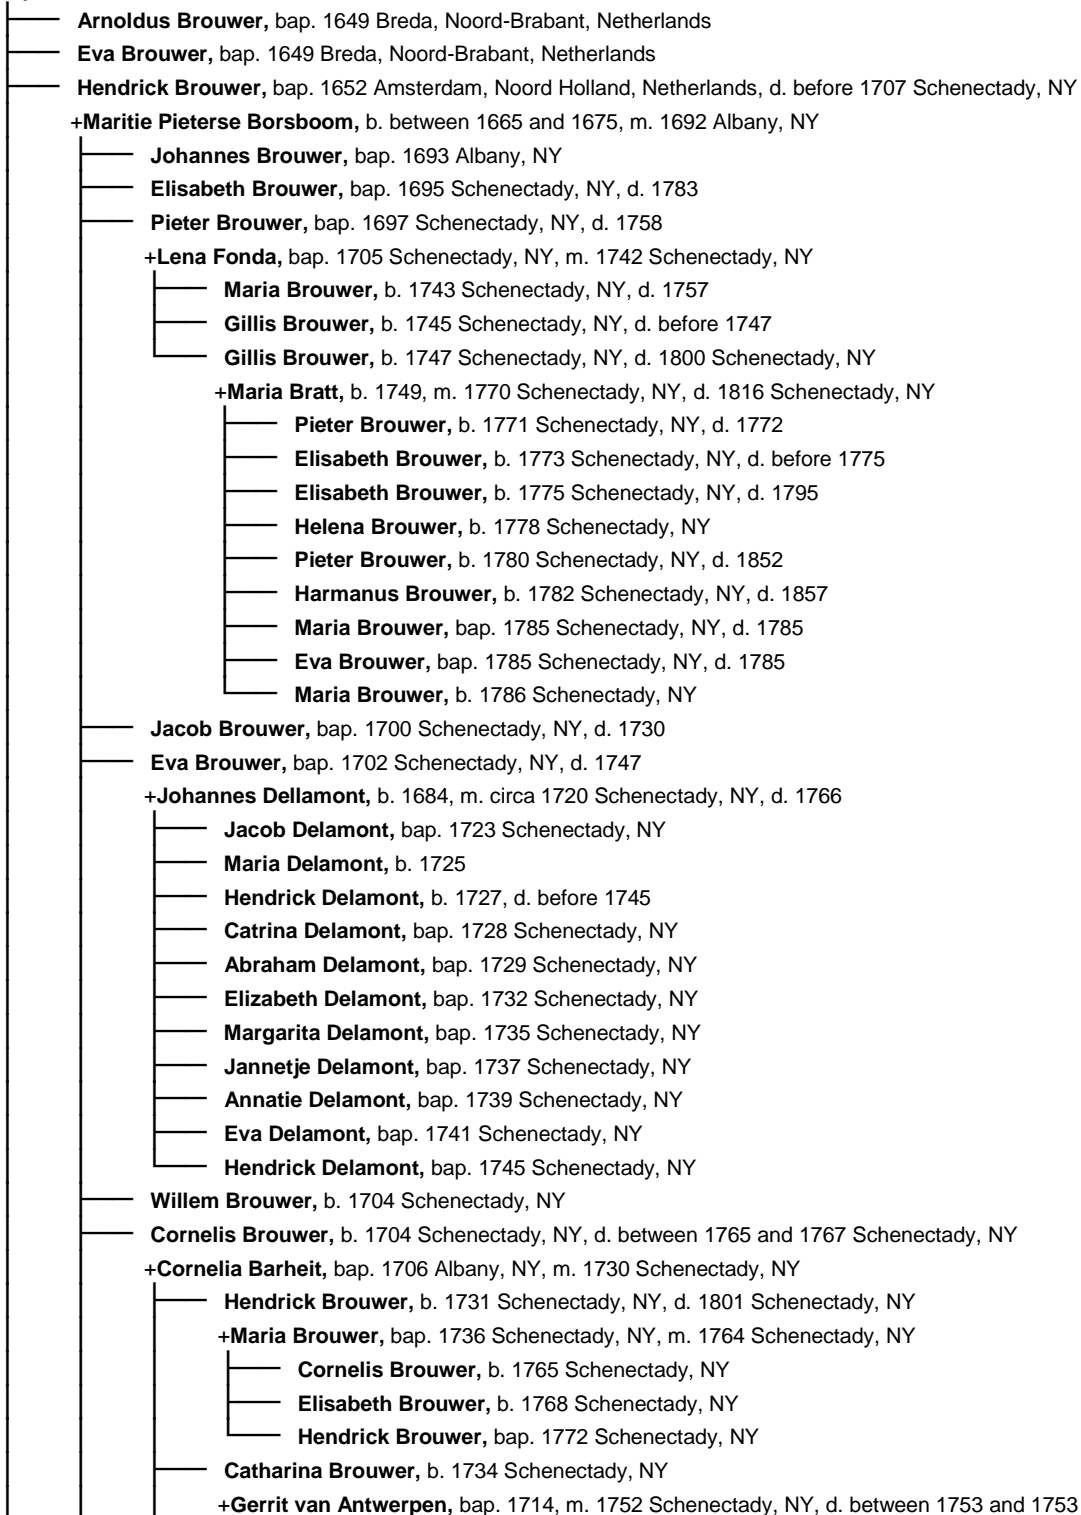 Arnoldus Brouwer, bap. 1649 Breda, Noord-Brabant, Netherlands
Eva Brouwer, bap. 1649 Breda, Noord-Brabant, Netherlands
Hendrick Brouwer, bap. 1652 Amsterdam, Noord Holland, Netherlands, d. before 1707 Schenectady, NY
+Maritie Pieterse Borsboom, b. between 1665 and 1675, m. 1692 Albany, NY
Johannes Brouwer, bap. 1693 Albany, NY
Elisabeth Brouwer, bap. 1695 Schenectady, NY, d. 1783
Pieter Brouwer, bap. 1697 Schenectady, NY, d. 1758
+Lena Fonda, bap. 1705 Schenectady, NY, m. 1742 Schenectady, NY
Maria Brouwer, b. 1743 Schenectady, NY, d. 1757
Gillis Brouwer, b. 1745 Schenectady, NY, d. before 1747
Gillis Brouwer, b. 1747 Schenectady, NY, d. 1800 Schenectady, NY
+Maria Bratt, b. 1749, m. 1770 Schenectady, NY, d. 1816 Schenectady, NY
Pieter Brouwer, b. 1771 Schenectady, NY, d. 1772
Elisabeth Brouwer, b. 1773 Schenectady, NY, d. before 1775
Elisabeth Brouwer, b. 1775 Schenectady, NY, d. 1795
Helena Brouwer, b. 1778 Schenectady, NY
Pieter Brouwer, b. 1780 Schenectady, NY, d. 1852
Harmanus Brouwer, b. 1782 Schenectady, NY, d. 1857
Maria Brouwer, bap. 1785 Schenectady, NY, d. 1785
Eva Brouwer, bap. 1785 Schenectady, NY, d. 1785
Maria Brouwer, b. 1786 Schenectady, NY
Jacob Brouwer, bap. 1700 Schenectady, NY, d. 1730
Eva Brouwer, bap. 1702 Schenectady, NY, d. 1747
+Johannes Dellamont, b. 1684, m. circa 1720 Schenectady, NY, d. 1766
Jacob Delamont, bap. 1723 Schenectady, NY
Maria Delamont, b. 1725
Hendrick Delamont, b. 1727, d. before 1745
Catrina Delamont, bap. 1728 Schenectady, NY
Abraham Delamont, bap. 1729 Schenectady, NY
Elizabeth Delamont, bap. 1732 Schenectady, NY
Margarita Delamont, bap. 1735 Schenectady, NY
Jannetje Delamont, bap. 1737 Schenectady, NY
Annatie Delamont, bap. 1739 Schenectady, NY
Eva Delamont, bap. 1741 Schenectady, NY
Hendrick Delamont, bap. 1745 Schenectady, NY
Willem Brouwer, b. 1704 Schenectady, NY
Cornelis Brouwer, b. 1704 Schenectady, NY, d. between 1765 and 1767 Schenectady, NY
+Cornelia Barheit, bap. 1706 Albany, NY, m. 1730 Schenectady, NY
Hendrick Brouwer, b. 1731 Schenectady, NY, d. 1801 Schenectady, NY
+Maria Brouwer, bap. 1736 Schenectady, NY, m. 1764 Schenectady, NY
Cornelis Brouwer, b. 1765 Schenectady, NY
Elisabeth Brouwer, b. 1768 Schenectady, NY
Hendrick Brouwer, bap. 1772 Schenectady, NY
Catharina Brouwer, b. 1734 Schenectady, NY
+Gerrit van Antwerpen, bap. 1714, m. 1752 Schenectady, NY, d. between 1753 and 1753